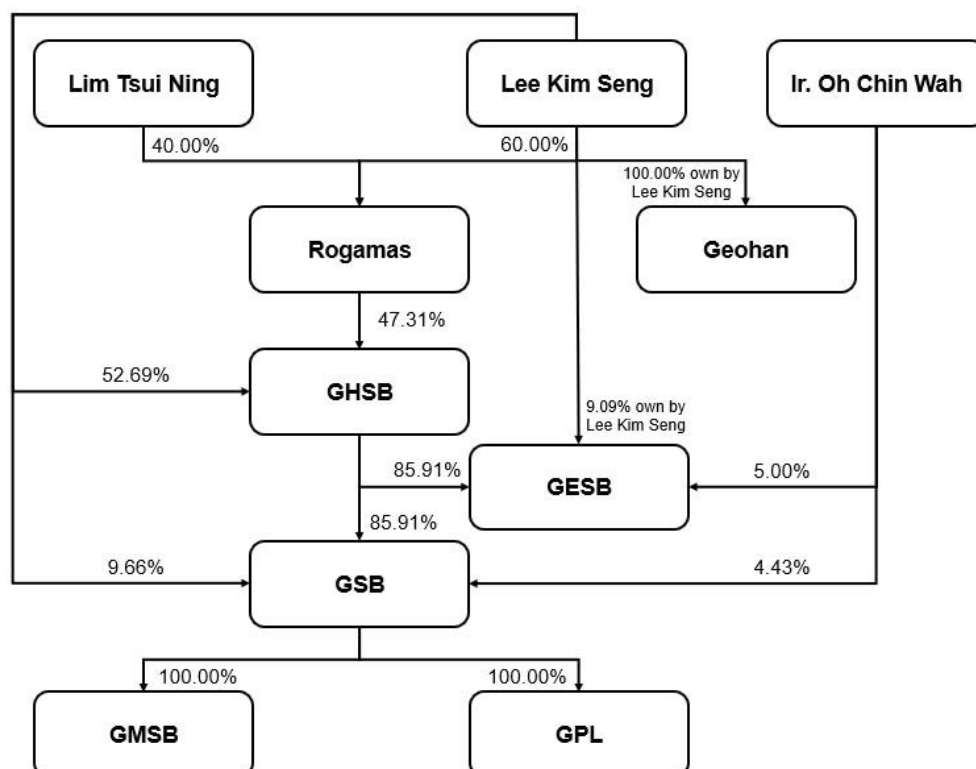 Lim Tsui Ning
Lee Kim Seng
Ir. Oh Chin Wah
40.00%
60.00%
100.00% own by
Lee Kim Seng
Rogamas
Geohan
47.31%
52.69%
GHSB
9.09% own by
Lee Kim Seng
85.91%
GESB
5.00%
85.91%
9.66%
GSB
4.43%
100.00%
100.00%
GMSB
GPL